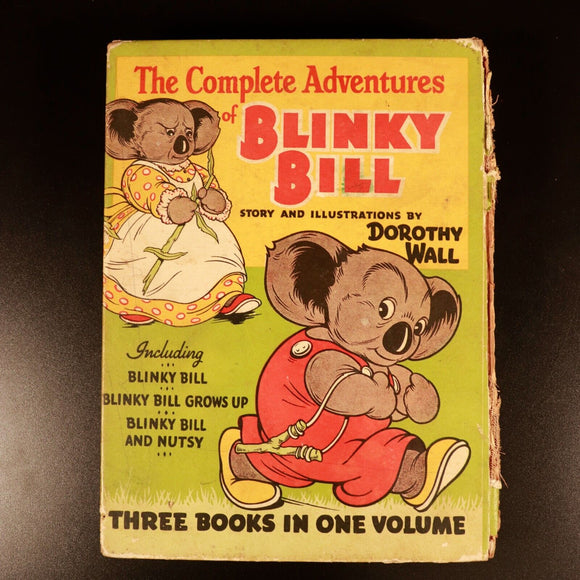 The Complete Adventures
of BLINKY
BILL
STORY AND ILLUSTRATIONS BY
DOROTHY
WALL
Including
BLINKY BILL
BLINKY BILL GROWS UP
BLINKY BILL
AND NUTSY
THREE BOOKS IN ONE VOLUME